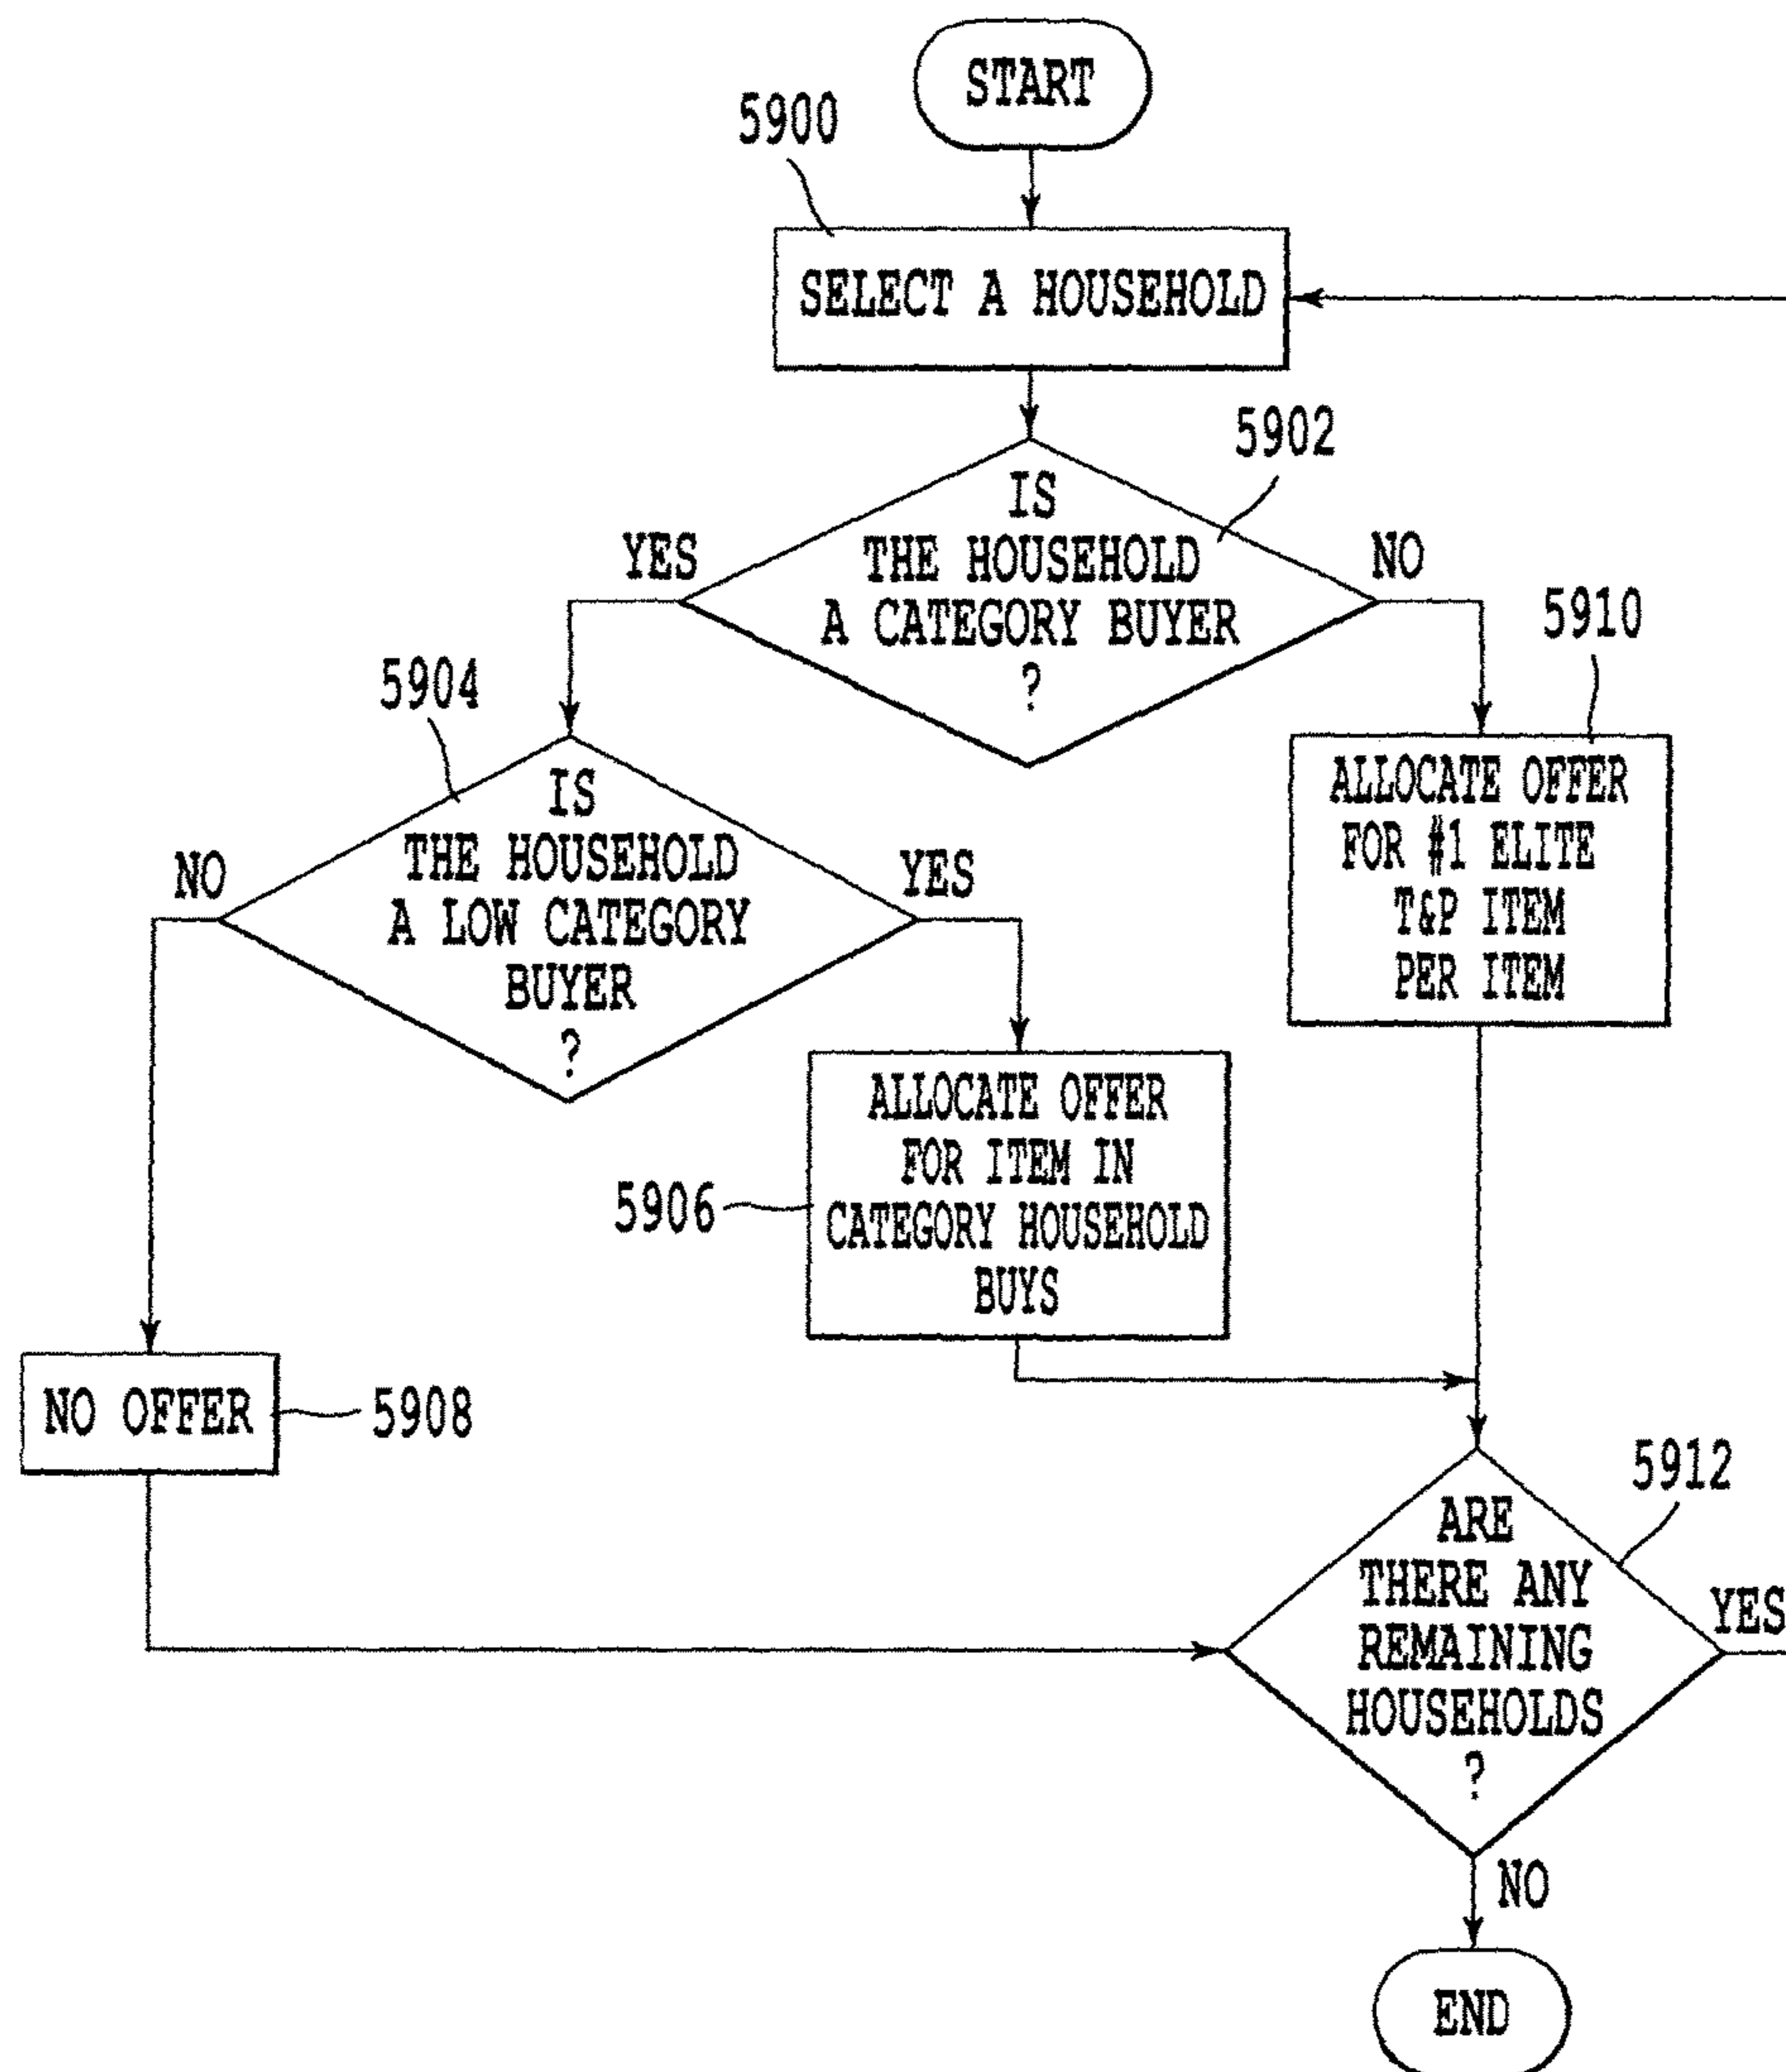 START
5900
SELECT A HOUSEHOLD
5902
IS
THE HOUSEHOLD
A CATEGORY BUYER
?
YES
NO
5904
IS
THE HOUSEHOLD
A LOW CATEGORY
BUYER
?
NO
YES
5910
ALLOCATE OFFER
FOR #1 ELITE
T&P ITEM
PER ITEM
5906
ALLOCATE OFFER
FOR ITEM IN
CATEGORY HOUSEHOLD
BUYS
NO OFFER
5908
5912
ARE
THERE ANY
REMAINING
HOUSEHOLDS
?
YES
NO
END